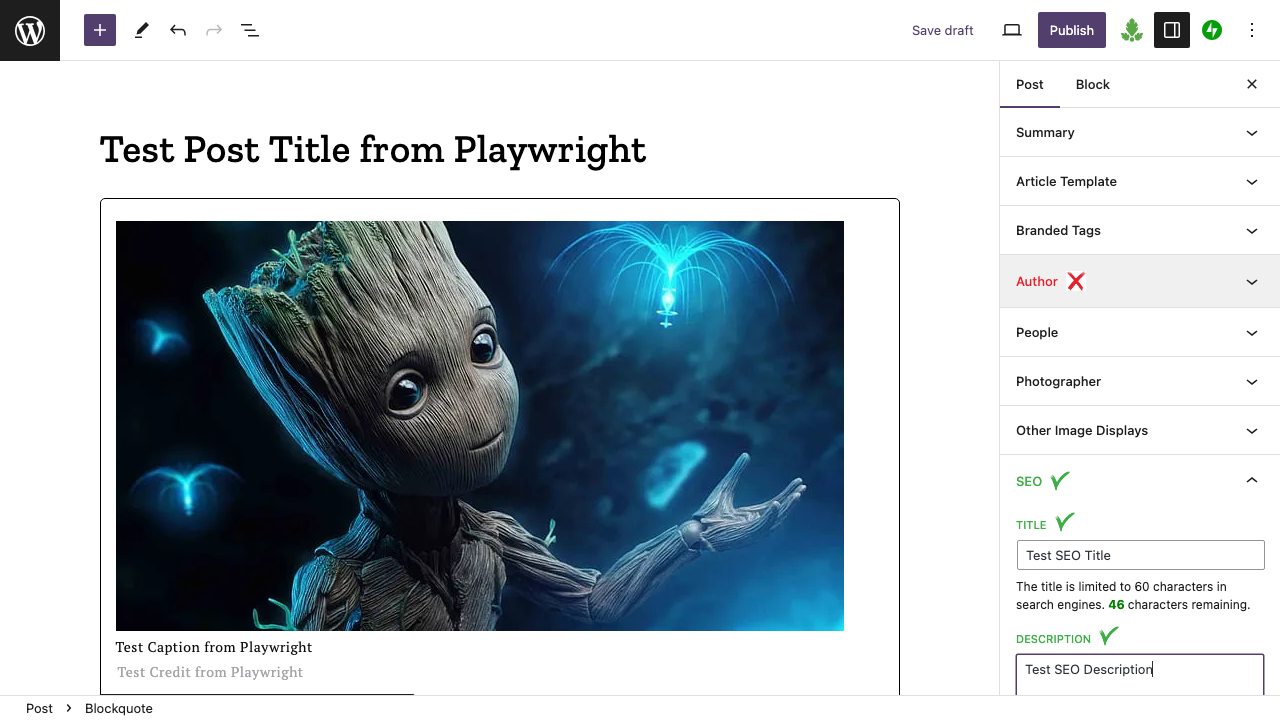 Save draft
Publish
Post
Block
Test Post Title from Playwright
Test Caption from Playwright
Test Credit from Playwright
Summary
Article Template
Branded Tags
Author
People
Photographer
Other Image Displays
SEO
TITLE
Test SEO Title
The title is limited to 60 characters in
search engines. 46 characters remaining.
DESCRIPTION
Test SEO Description
Post
Blockquote